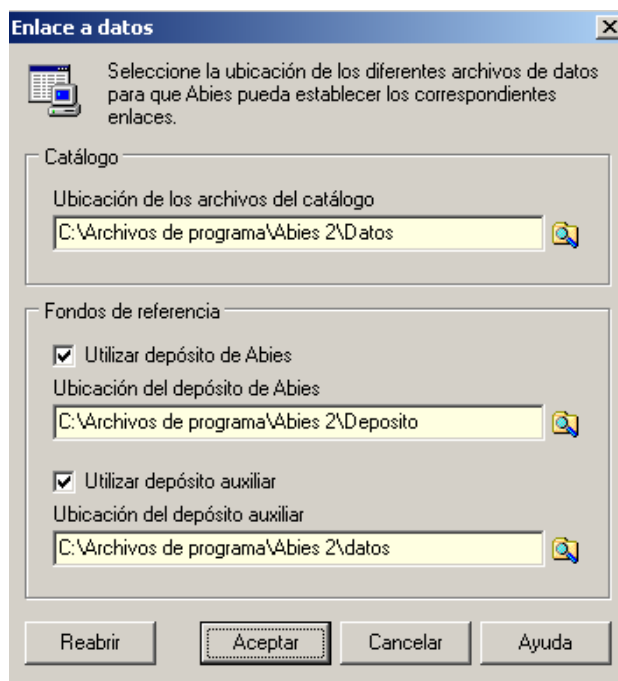 Enlace a datos
Seleccione la ubicación de los diferentes archivos de datos
para que Abies pueda establecer los correspondientes
enlaces.
Catálogo
Ubicación de los archivos del catálogo
C:\Archivos de programa\Abies 2\Datos
Fondos de referencia
Utilizar depósito de Abies
Ubicación del depósito de Abies
C:\Archivos de programa\Abies 2\Deposito
Utilizar depósito auxiliar
Ubicación del depósito auxiliar
C:\Archivos de programa\Abies 2\datos
Reabrir Aceptar Cancelar Ayuda